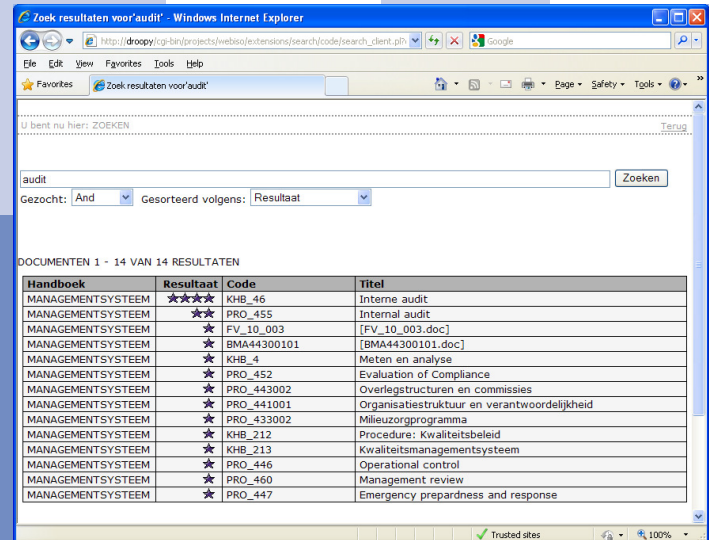 Zoek resultaten voor'audit' - Windows Internet Explorer
http://droopy/cgi-bin/projects/webiso/extensions/search/code/search_client.pl?
Google
File Edit View Favorites Tools Help
Favorites Zoek resultaten voor'audit' Page Safety Tools »
U bent nu hier: ZOEKEN Terug
audit Zoeken
Gezocht: And Gesorteerd volgens: Resultaat
DOCUMENTEN 1 - 14 VAN 14 RESULTATEN
Handboek Resultaat Code Titel
MANAGEMENTSYSTEEM KHB_46 Interne audit
MANAGEMENTSYSTEEM PRO_455 Internal audit
MANAGEMENTSYSTEEM FV_10_003 [FV_10_003.doc]
MANAGEMENTSYSTEEM BMA44300101 [BMA44300101.doc]
MANAGEMENTSYSTEEM KHB_4 Meten en analyse
MANAGEMENTSYSTEEM PRO_452 Evaluation of Compliance
MANAGEMENTSYSTEEM PRO_443002 Overlegstructuren en commissies
MANAGEMENTSYSTEEM PRO_441001 Organisatiestruktuur en verantwoordelijkheid
MANAGEMENTSYSTEEM PRO_433002 Milieuzorgprogramma
MANAGEMENTSYSTEEM KHB_212 Procedure: Kwaliteitsbeleid
MANAGEMENTSYSTEEM KHB_213 Kwaliteitsmanagementsysteem
MANAGEMENTSYSTEEM PRO_446 Operational control
MANAGEMENTSYSTEEM PRO_460 Management review
MANAGEMENTSYSTEEM PRO_447 Emergency prepardness and response
Trusted sites 100%